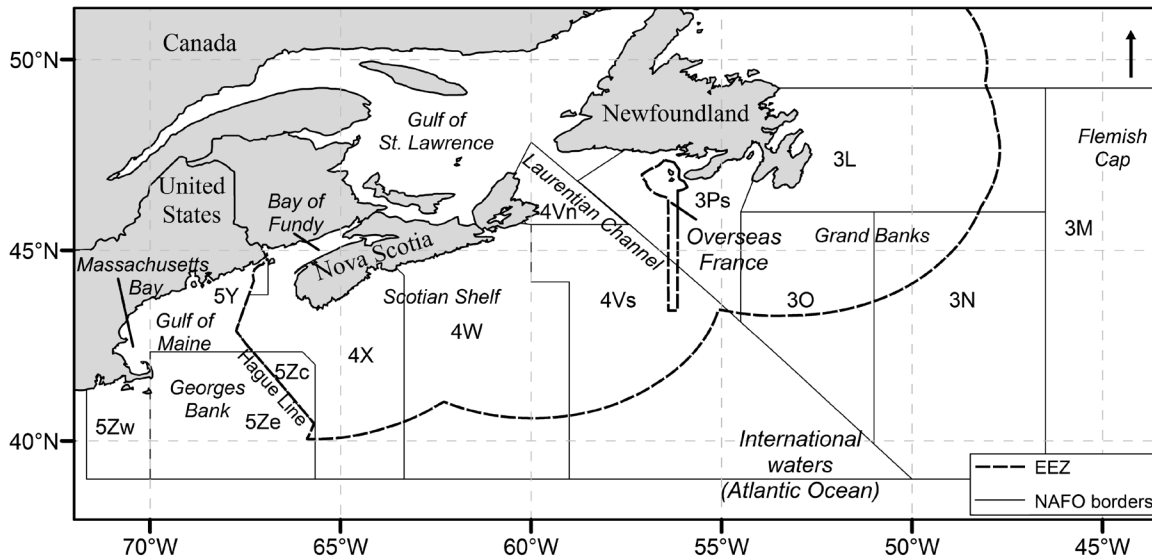 50°N
45°N
40°N
Canada
Gulf of
St. Lawrence
Newfoundland
Flemish
Cap
3L
United
States
Bay of
Fundy
4Vn
Laurentian Channel
3Ps
3M
Nova Scotia
Overseas
France
Grand Banks
Massachusetts
Bay
5Y
Scotian Shelf
4Vs
3O
3N
Gulf of
Maine
4W
4X
5Zc
Hague Line
Georges
Bank
5Ze
5Zw
International
waters
(Atlantic Ocean)
EEZ
NAFO borders
70°W
65°W
60°W
55°W
50°W
45°W